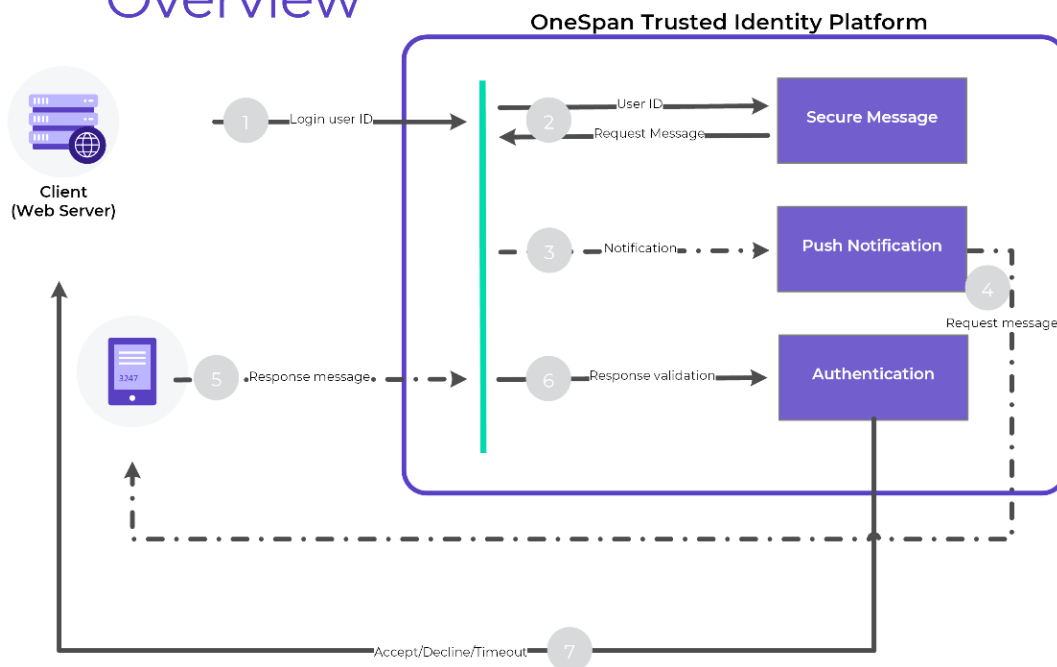 Overview
OneSpan Trusted Identity Platform
1
Login user ID
2
User ID
Request Message
Secure Message
Client
(Web Server)
3
Notification
Push Notification
4
Request message
3247
5
Response message
6
Response validation
Authentication
Accept/Decline/Timeout
7